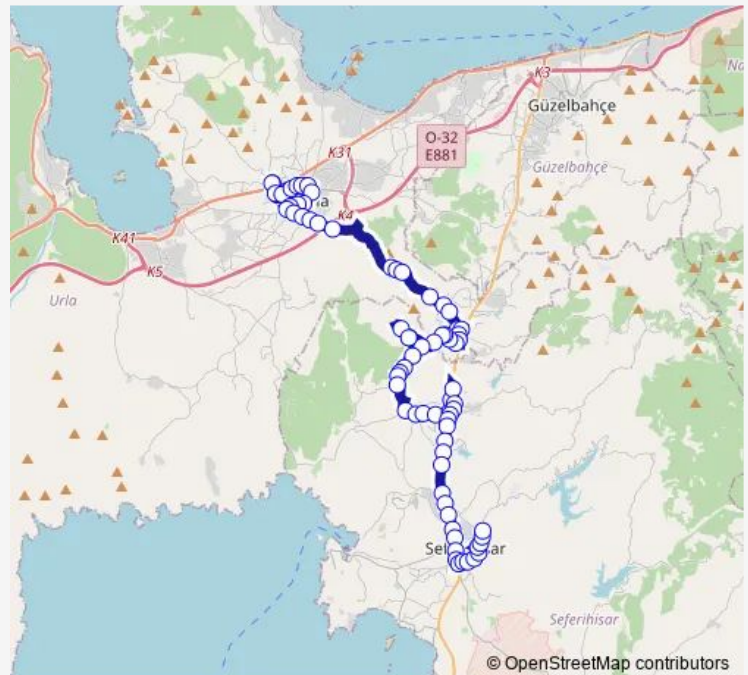 K3
Güzelbahçe
O-32
E881
K31
Güzelbahçe
K4
K41
K5
Urla
Seferihisar
© OpenStreetMap contributors